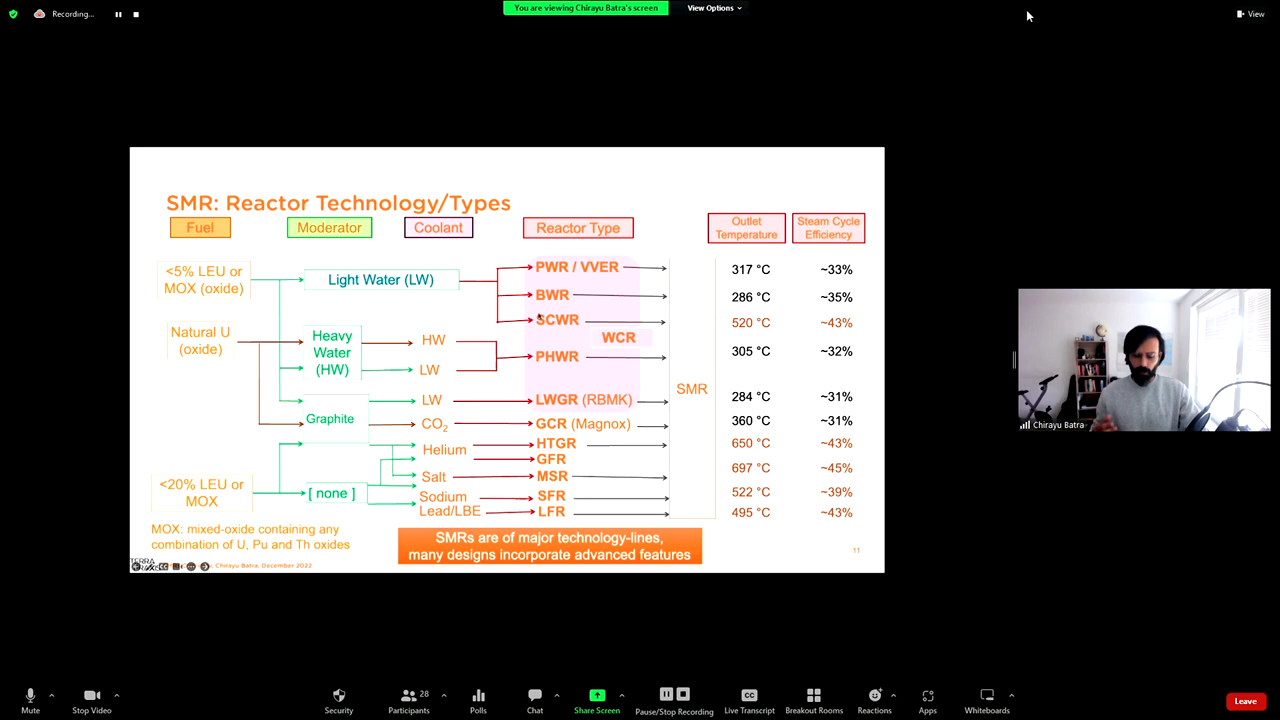 Recording...
You are viewing Chirayu Batra's screen
View Options
View
SMR: Reactor Technology/Types
Fuel
Moderator
Coolant
Reactor Type
Outlet
Temperature
Steam Cycle
Efficiency
<5% LEU or
MOX (oxide)
Light Water (LW)
PWR / VVER
317 °C
~33%
BWR
286 °C
~35%
SCWR
520 °C
~43%
Natural U
(oxide)
Heavy
Water
(HW)
HW
WCR
LW
PHWR
305 °C
~32%
SMR
LW
LWGR (RBMK)
284 °C
~31%
Graphite
CO2
GCR (Magnox)
360 °C
~31%
Helium
HTGR
650 °C
~43%
GFR
<20% LEU or
MOX
[ none ]
Salt
MSR
697 °C
~45%
Sodium
SFR
522 °C
~39%
Lead/LBE
LFR
495 °C
~43%
MOX: mixed-oxide containing any
combination of U, Pu and Th oxides
SMRs are of major technology-lines,
many designs incorporate advanced features
Chirayu Batra, December 2022
11
Chirayu Batra
Mute
Stop Video
Security
Participants
28
Polls
Chat
Share Screen
Pause/Stop Recording
CC
Live Transcript
Breakout Rooms
Reactions
Apps
Whiteboards
Leave